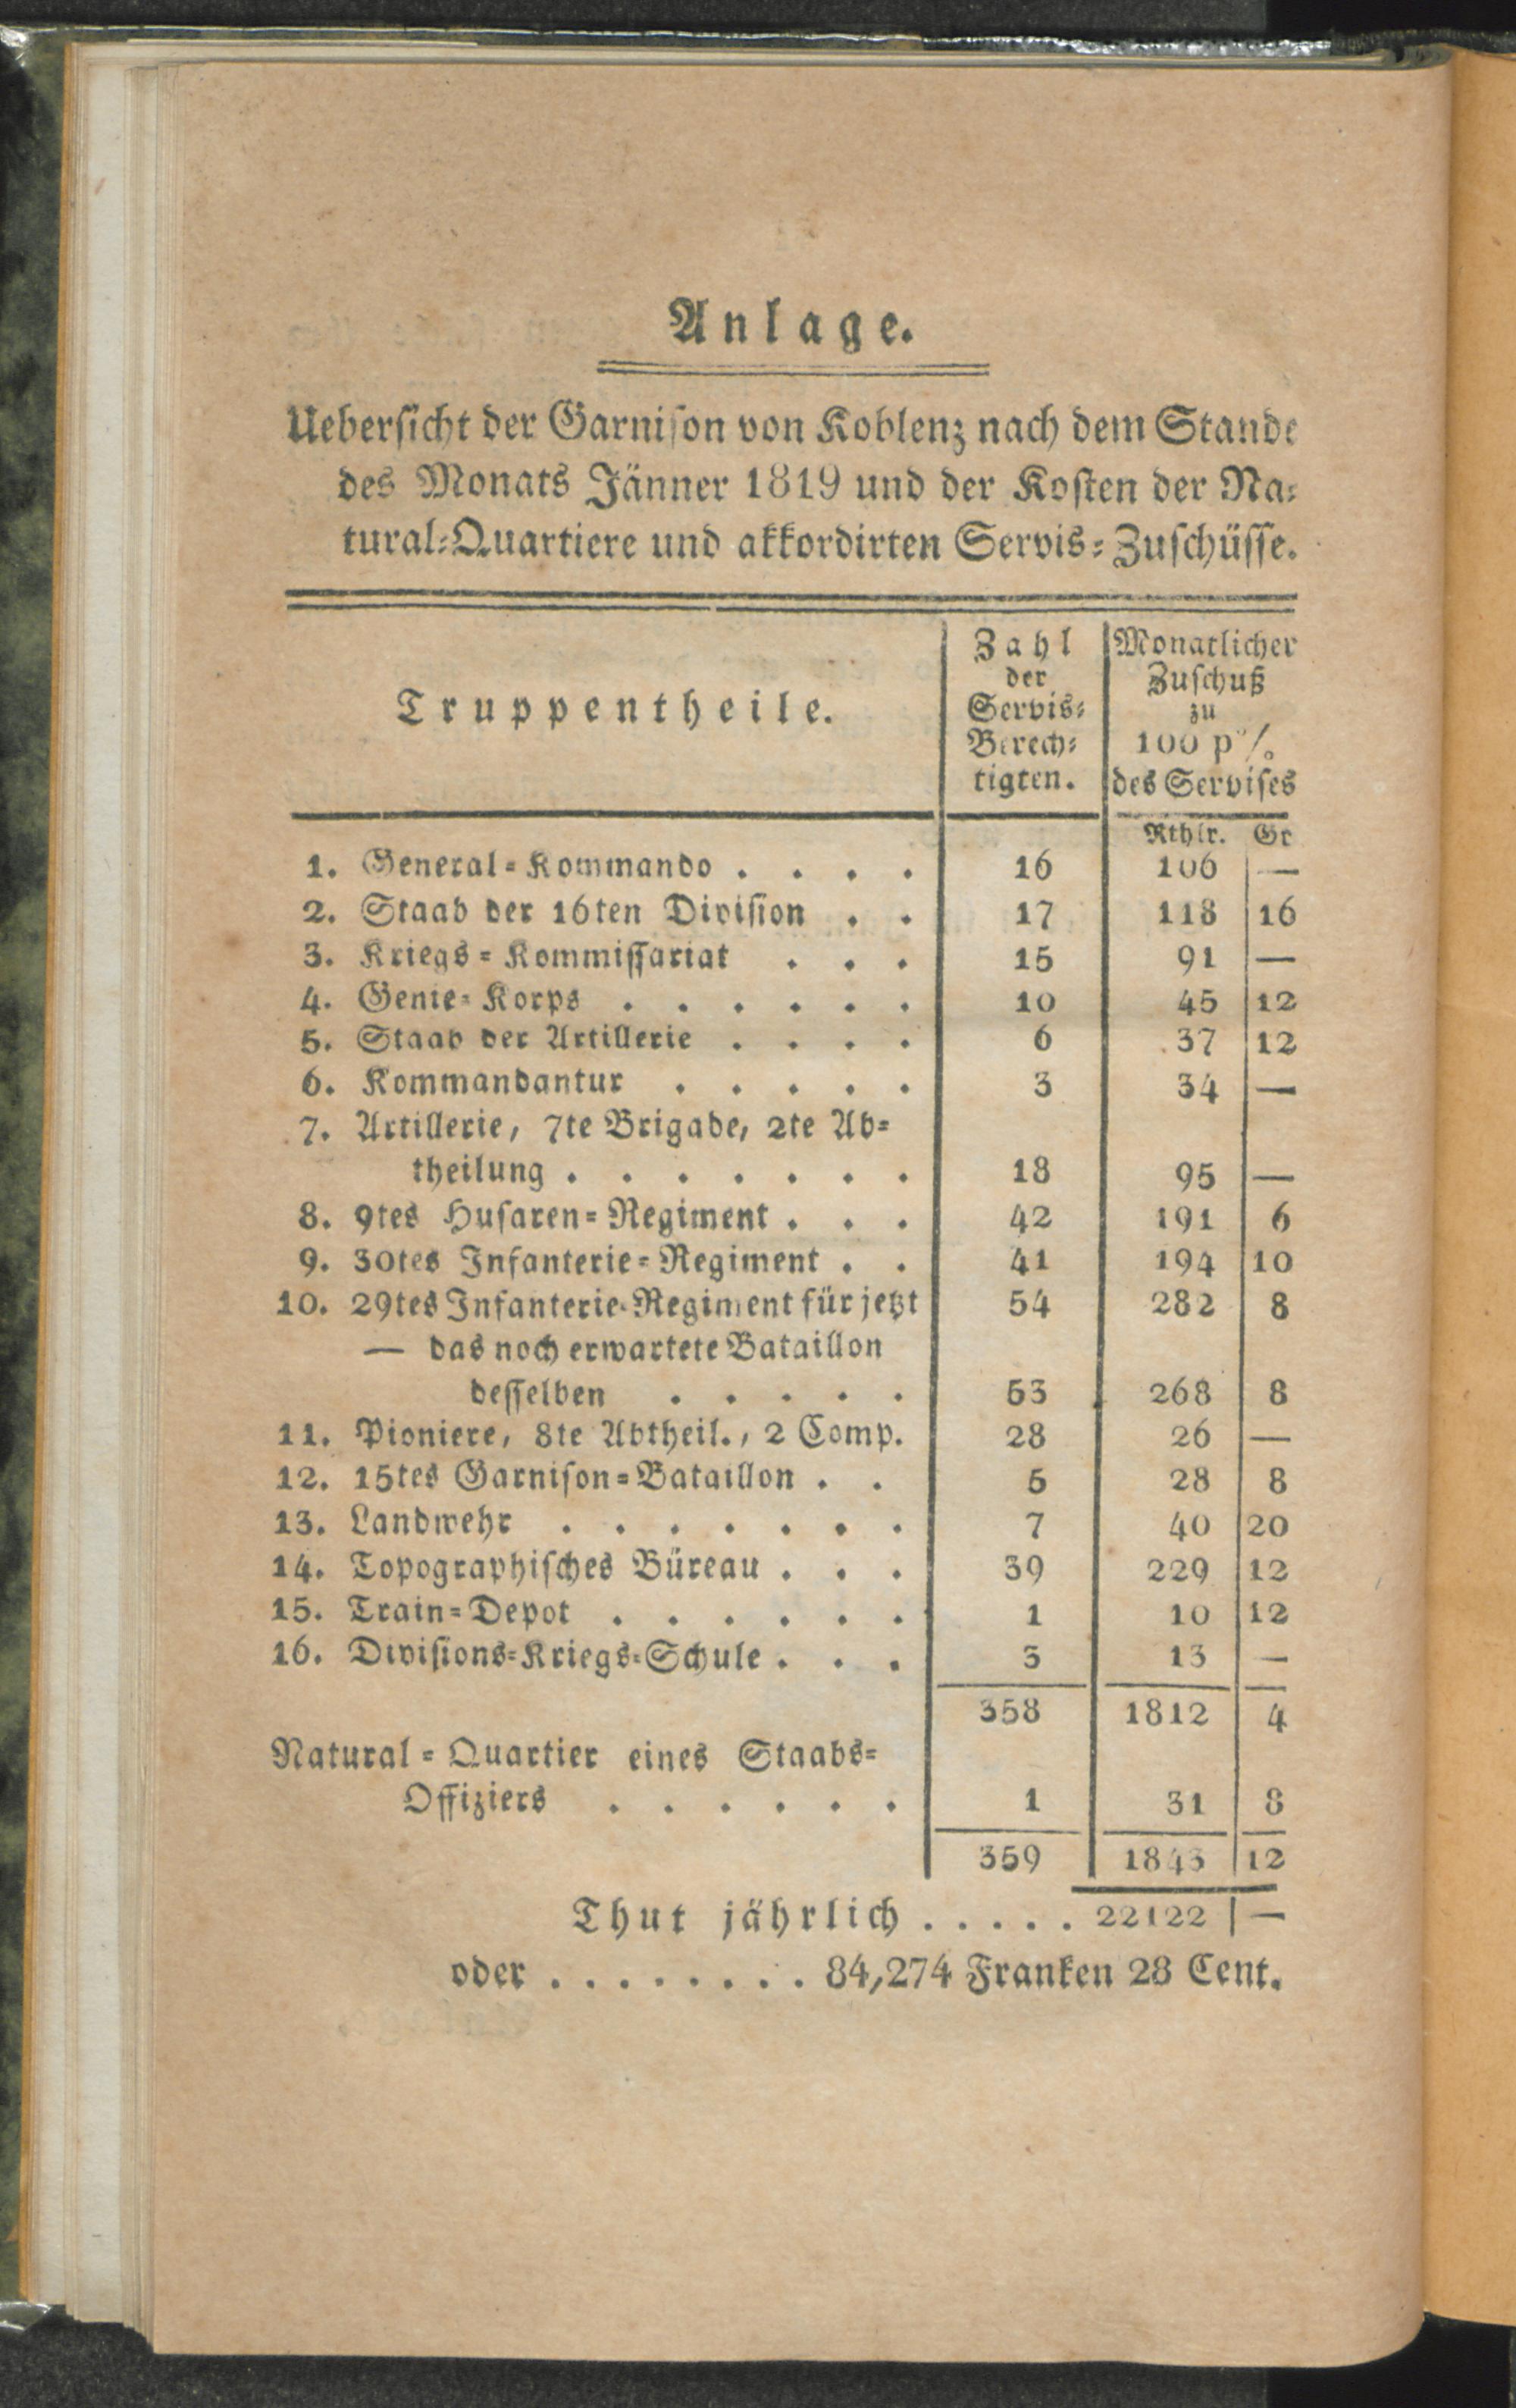 Anlage.
Uebersicht der Garnison von Koblenz nach dem Stande
des Monats Jänner 1819 und der Kosten der Na-
tural-Quartiere und akkordirten Servis-Zuschüsse.
Truppentheile.
Zahl
der
Servis-
Berech-
tigten.
Monatlicher
Zuschuß
zu
100 p%
des Servises
Rthlr. Gr
1. General-Kommando . . . . 16 106 —
2. Staab der 16ten Division . . 17 118 16
3. Kriegs-Kommissariat . . . 15 91 —
4. Genie-Korps . . . . . . 10 45 12
5. Staab der Artillerie . . . . 6 37 12
6. Kommandantur . . . . . 3 34 —
7. Artillerie, 7te Brigade, 2te Ab-
theilung . . . . . . . 18 95 —
8. 9tes Husaren-Regiment . . . 42 191 6
9. 30tes Infanterie-Regiment . . 41 194 10
10. 29tes Infanterie-Regiment für jetzt 54 282 8
— das noch erwartete Bataillon
desselben . . . . . 53 268 8
11. Pioniere, 8te Abtheil., 2 Comp. 28 26 —
12. 15tes Garnison-Bataillon . . 5 28 8
13. Landwehr . . . . . . . 7 40 20
14. Topographisches Büreau . . . 39 229 12
15. Train-Depot . . . . . . 1 10 12
16. Divisions-Kriegs-Schule . . . 3 13 —
358 1812 4
Natural-Quartier eines Staabs-
Offiziers . . . . . . 1 31 8
359 1843 12
Thut jährlich . . . . . 22122 —
oder . . . . . . . . 84,274 Franken 28 Cent.